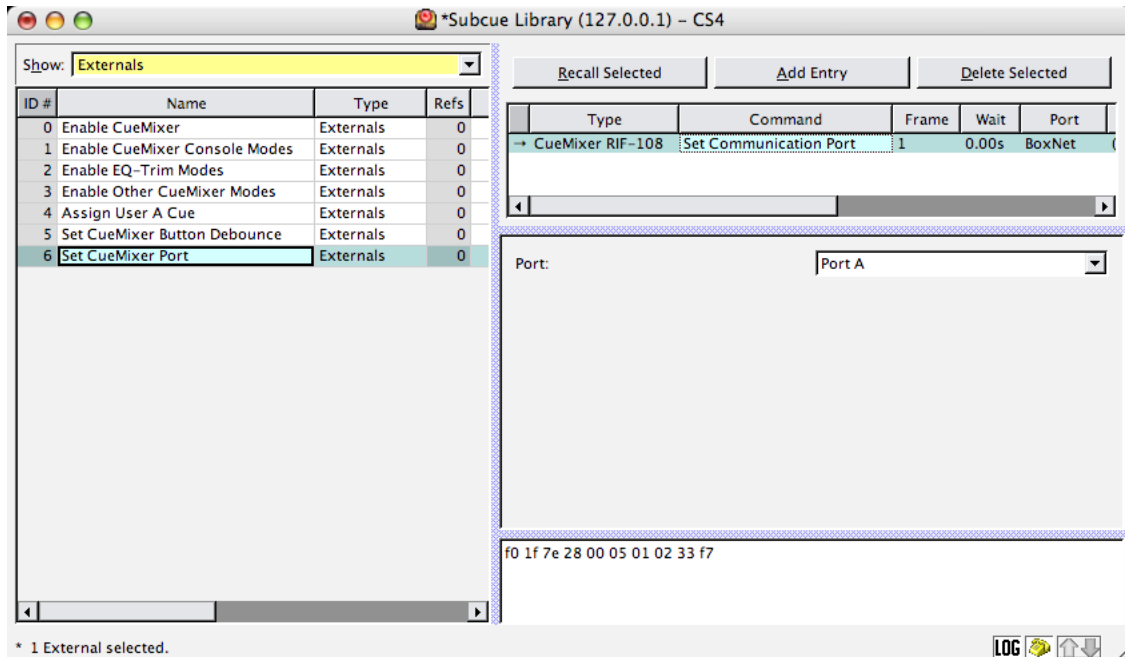 *Subcue Library (127.0.0.1) – CS4
Show: Externals
ID # Name Type Refs
0 Enable CueMixer Externals 0
1 Enable CueMixer Console Modes Externals 0
2 Enable EQ-Trim Modes Externals 0
3 Enable Other CueMixer Modes Externals 0
4 Assign User A Cue Externals 0
5 Set CueMixer Button Debounce Externals 0
6 Set CueMixer Port Externals 0
Recall Selected Add Entry Delete Selected
Type Command Frame Wait Port
→ CueMixer RIF-108 Set Communication Port 1 0.00s BoxNet (
Port: Port A
f0 1f 7e 28 00 05 01 02 33 f7
* 1 External selected.
LOG